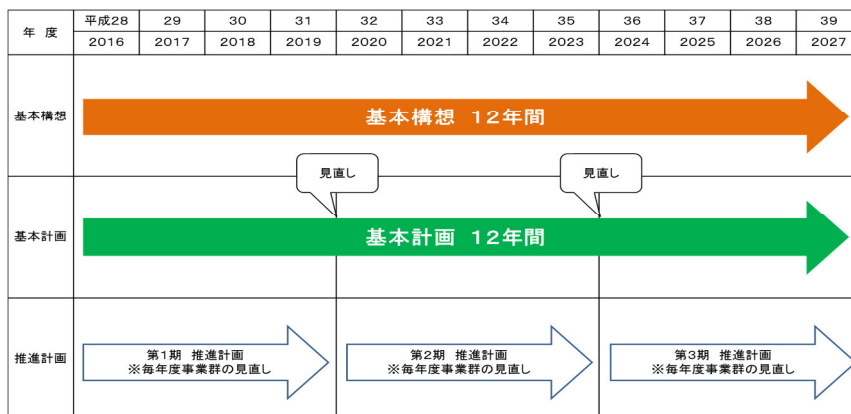 年 度
平成28 29 30 31 32 33 34 35 36 37 38 39
2016 2017 2018 2019 2020 2021 2022 2023 2024 2025 2026 2027
基本構想
基本構想 12年間
見直し
見直し
基本計画
基本計画 12年間
推進計画
第1期 推進計画
※毎年度事業群の見直し
第2期 推進計画
※毎年度事業群の見直し
第3期 推進計画
※毎年度事業群の見直し